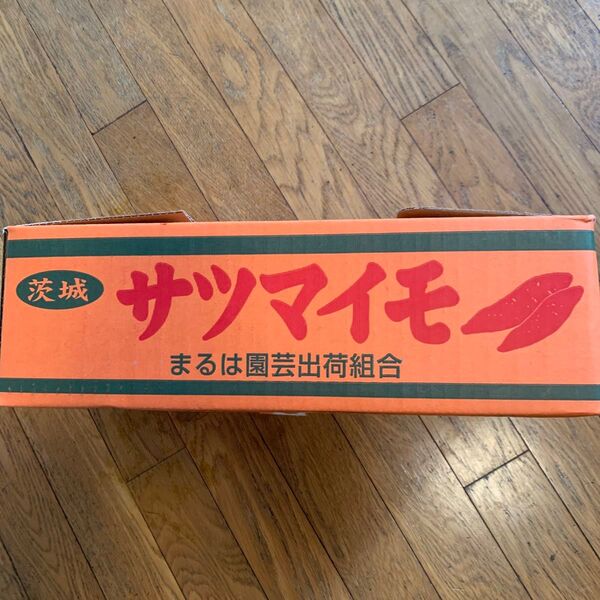 茨城
サツマイモ
まるは園芸出荷組合